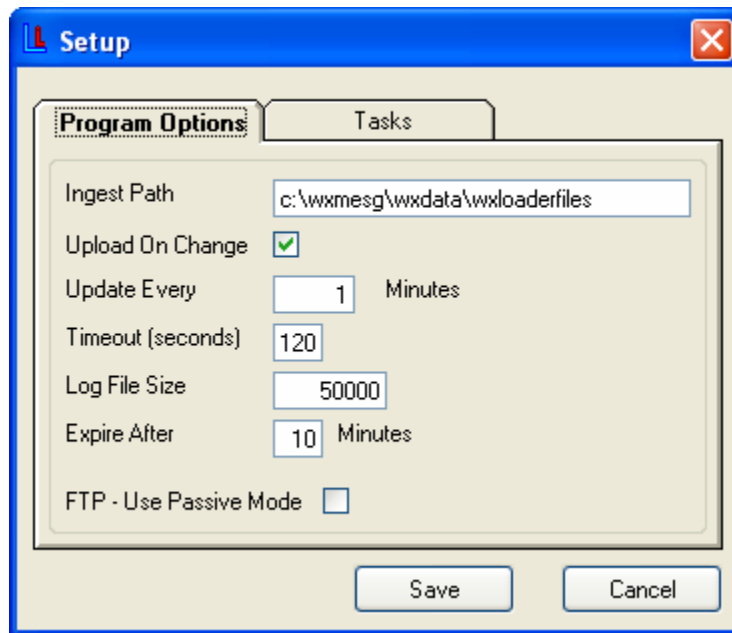 Setup
Program Options Tasks
Ingest Path c:\wxmesg\wxdata\wxloaderfiles
Upload On Change
Update Every 1 Minutes
Timeout (seconds) 120
Log File Size 50000
Expire After 10 Minutes
FTP - Use Passive Mode
Save Cancel